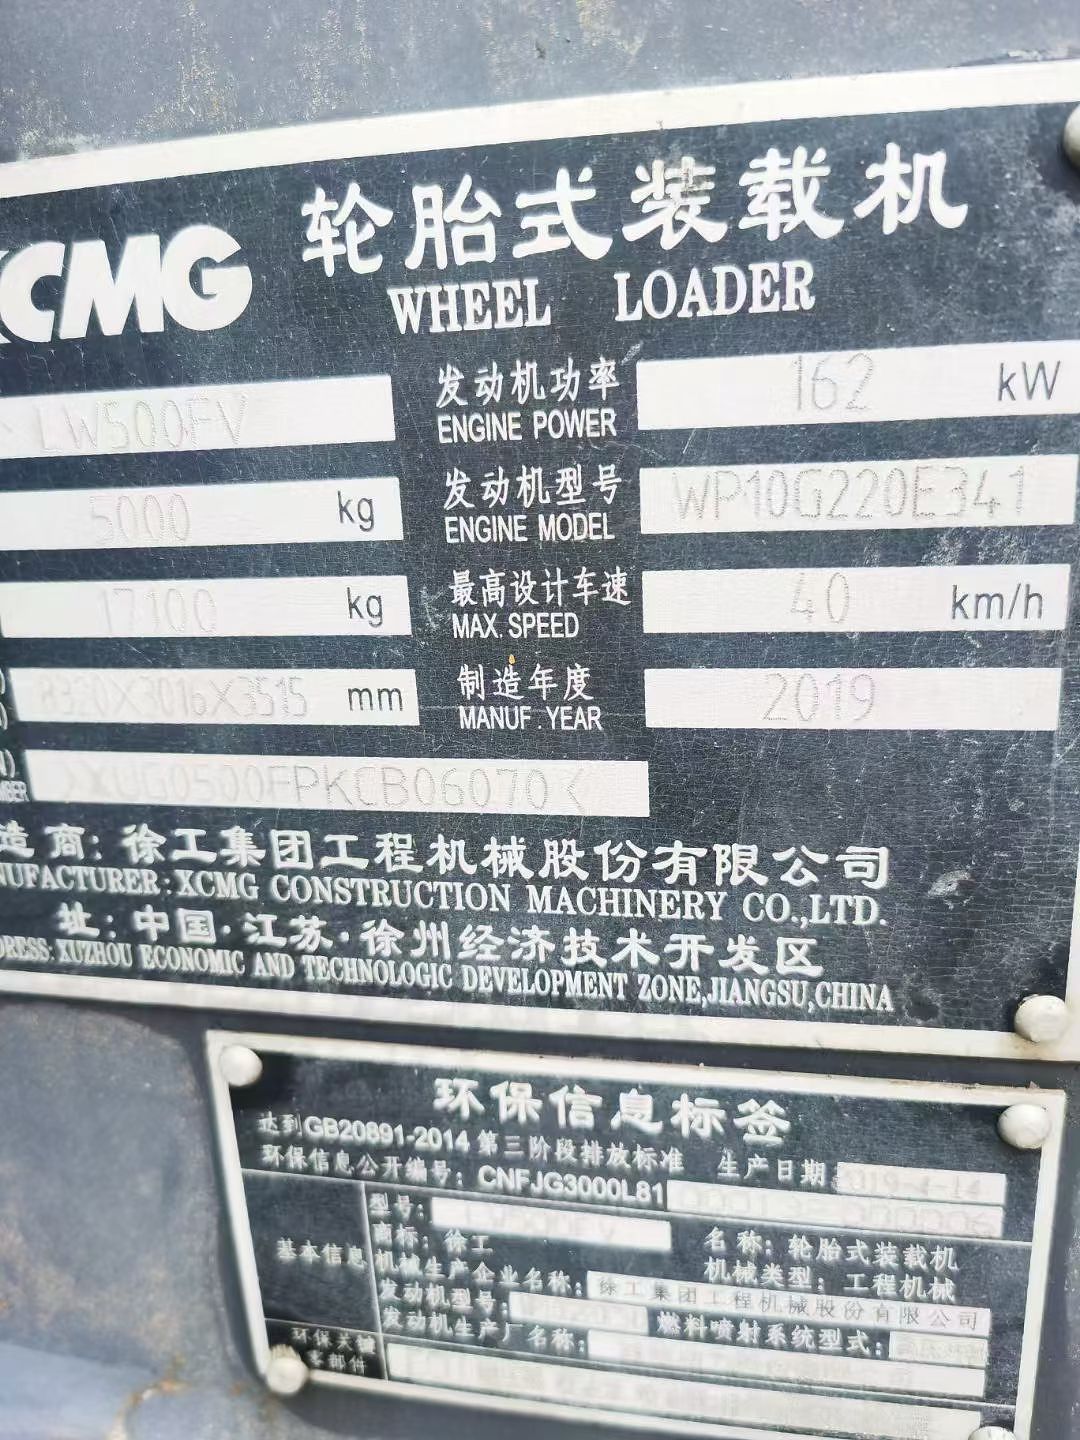 XCMG 轮胎式装载机
WHEEL LOADER
LW500FV 发动机功率 162 kW
ENGINE POWER
5000 kg 发动机型号 WP10G220E341
ENGINE MODEL
17100 kg 最高设计车速 40 km/h
MAX. SPEED
mm 制造年度 2019
MANUF. YEAR
造商: 徐工集团工程机械股份有限公司
NUFACTURER: XCMG CONSTRUCTION MACHINERY CO.,LTD.
址: 中国·江苏·徐州经济技术开发区
DRESS: XUZHOU ECONOMIC AND TECHNOLOGIC DEVELOPMENT ZONE,JIANGSU,CHINA
环保信息标签
达到GB20891-2014 第三阶段排放标准 生产日期 2019-4-14
环保信息公开编号: CNFJG3000L81
基本信息
型号:
商标: 徐工 名称: 轮胎式装载机
机械类型: 工程机械
机械生产企业名称: 徐工集团工程机械股份有限公司
发动机型号: 燃料喷射系统型式:
发动机生产厂名称:
环保关键
零部件